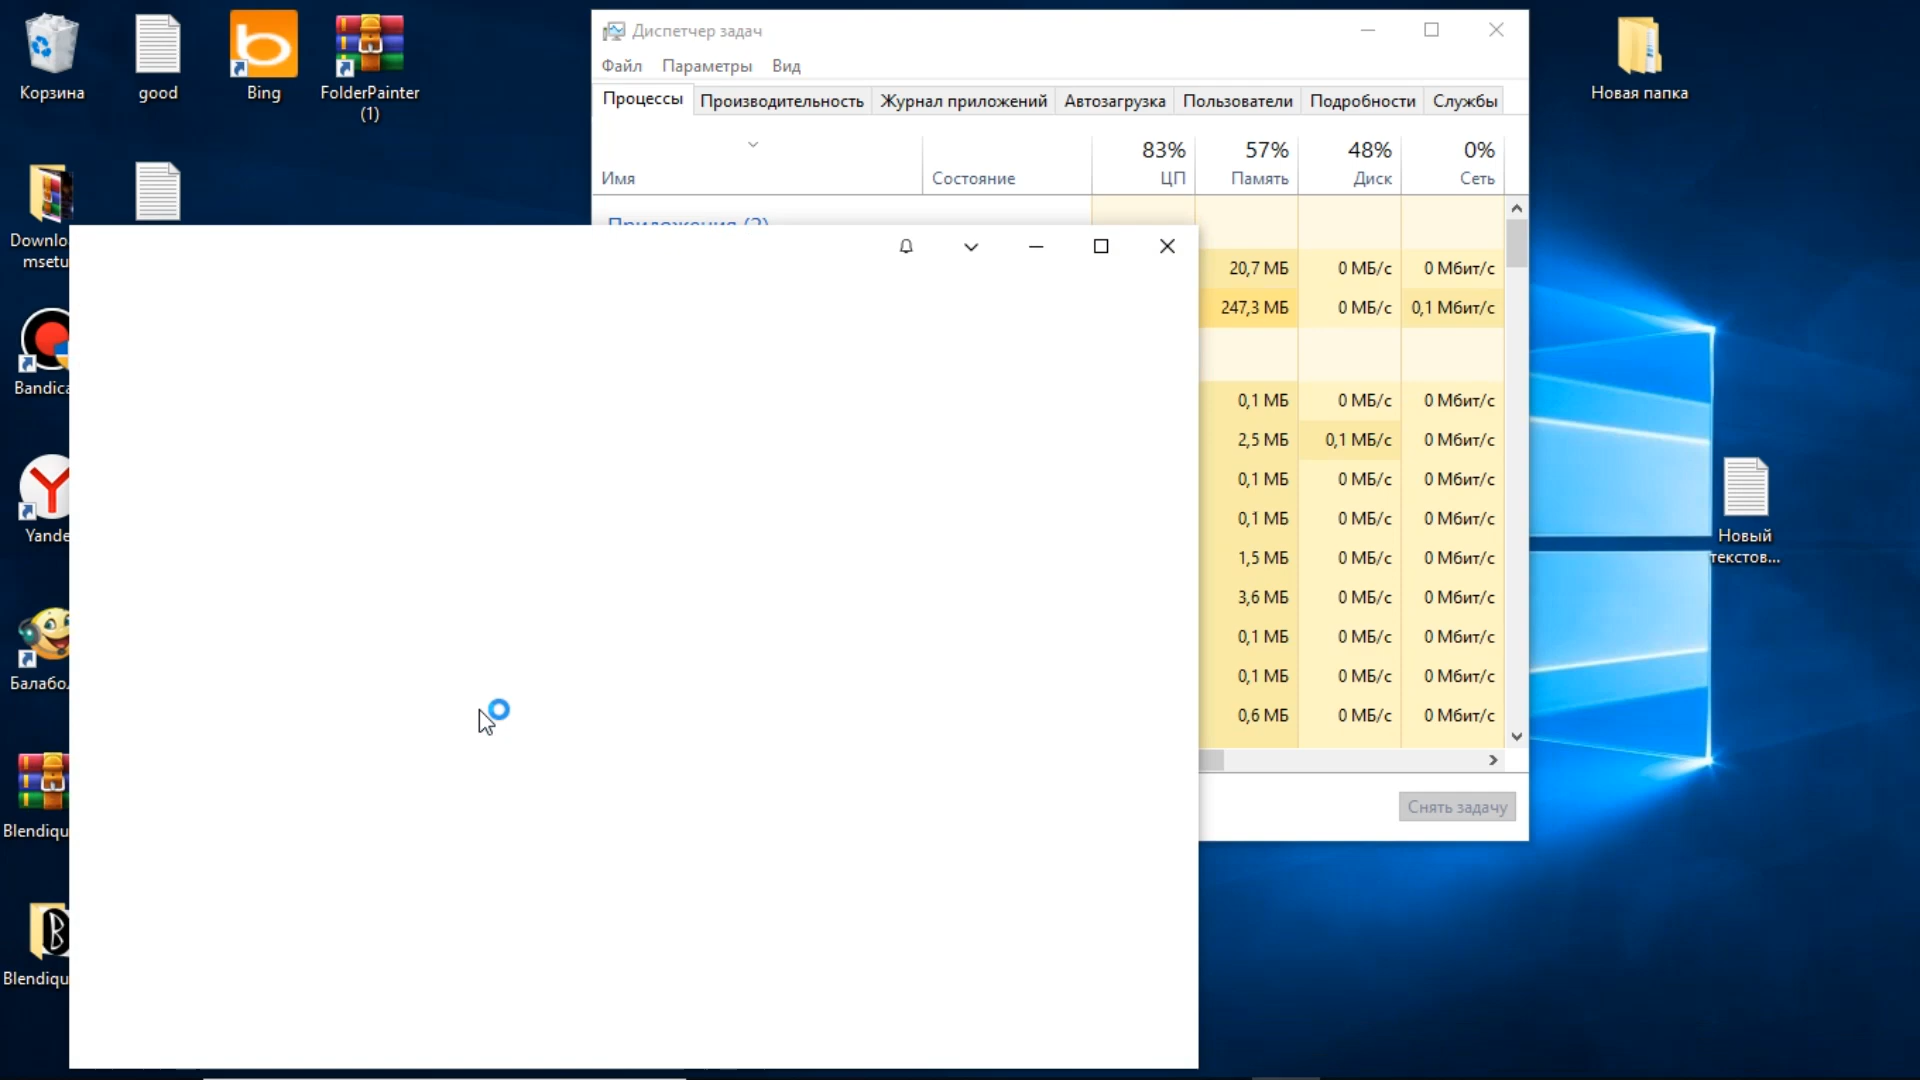 Корзина
good
Bing
FolderPainter
(1)
Downlo
msetu
Bandica
Yande
Балабо
Blendiqu
Blendiqu
Диспетчер задач
Файл Параметры Вид
Процессы Производительность Журнал приложений Автозагрузка Пользователи Подробности Службы
83% 57% 48% 0%
Имя Состояние ЦП Память Диск Сеть
Приложения (2)
20,7 МБ 0 МБ/с 0 Мбит/с
247,3 МБ 0 МБ/с 0,1 Мбит/с
0,1 МБ 0 МБ/с 0 Мбит/с
2,5 МБ 0,1 МБ/с 0 Мбит/с
0,1 МБ 0 МБ/с 0 Мбит/с
0,1 МБ 0 МБ/с 0 Мбит/с
1,5 МБ 0 МБ/с 0 Мбит/с
3,6 МБ 0 МБ/с 0 Мбит/с
0,1 МБ 0 МБ/с 0 Мбит/с
0,1 МБ 0 МБ/с 0 Мбит/с
0,6 МБ 0 МБ/с 0 Мбит/с
Снять задачу
Новая папка
Новый
текстов...